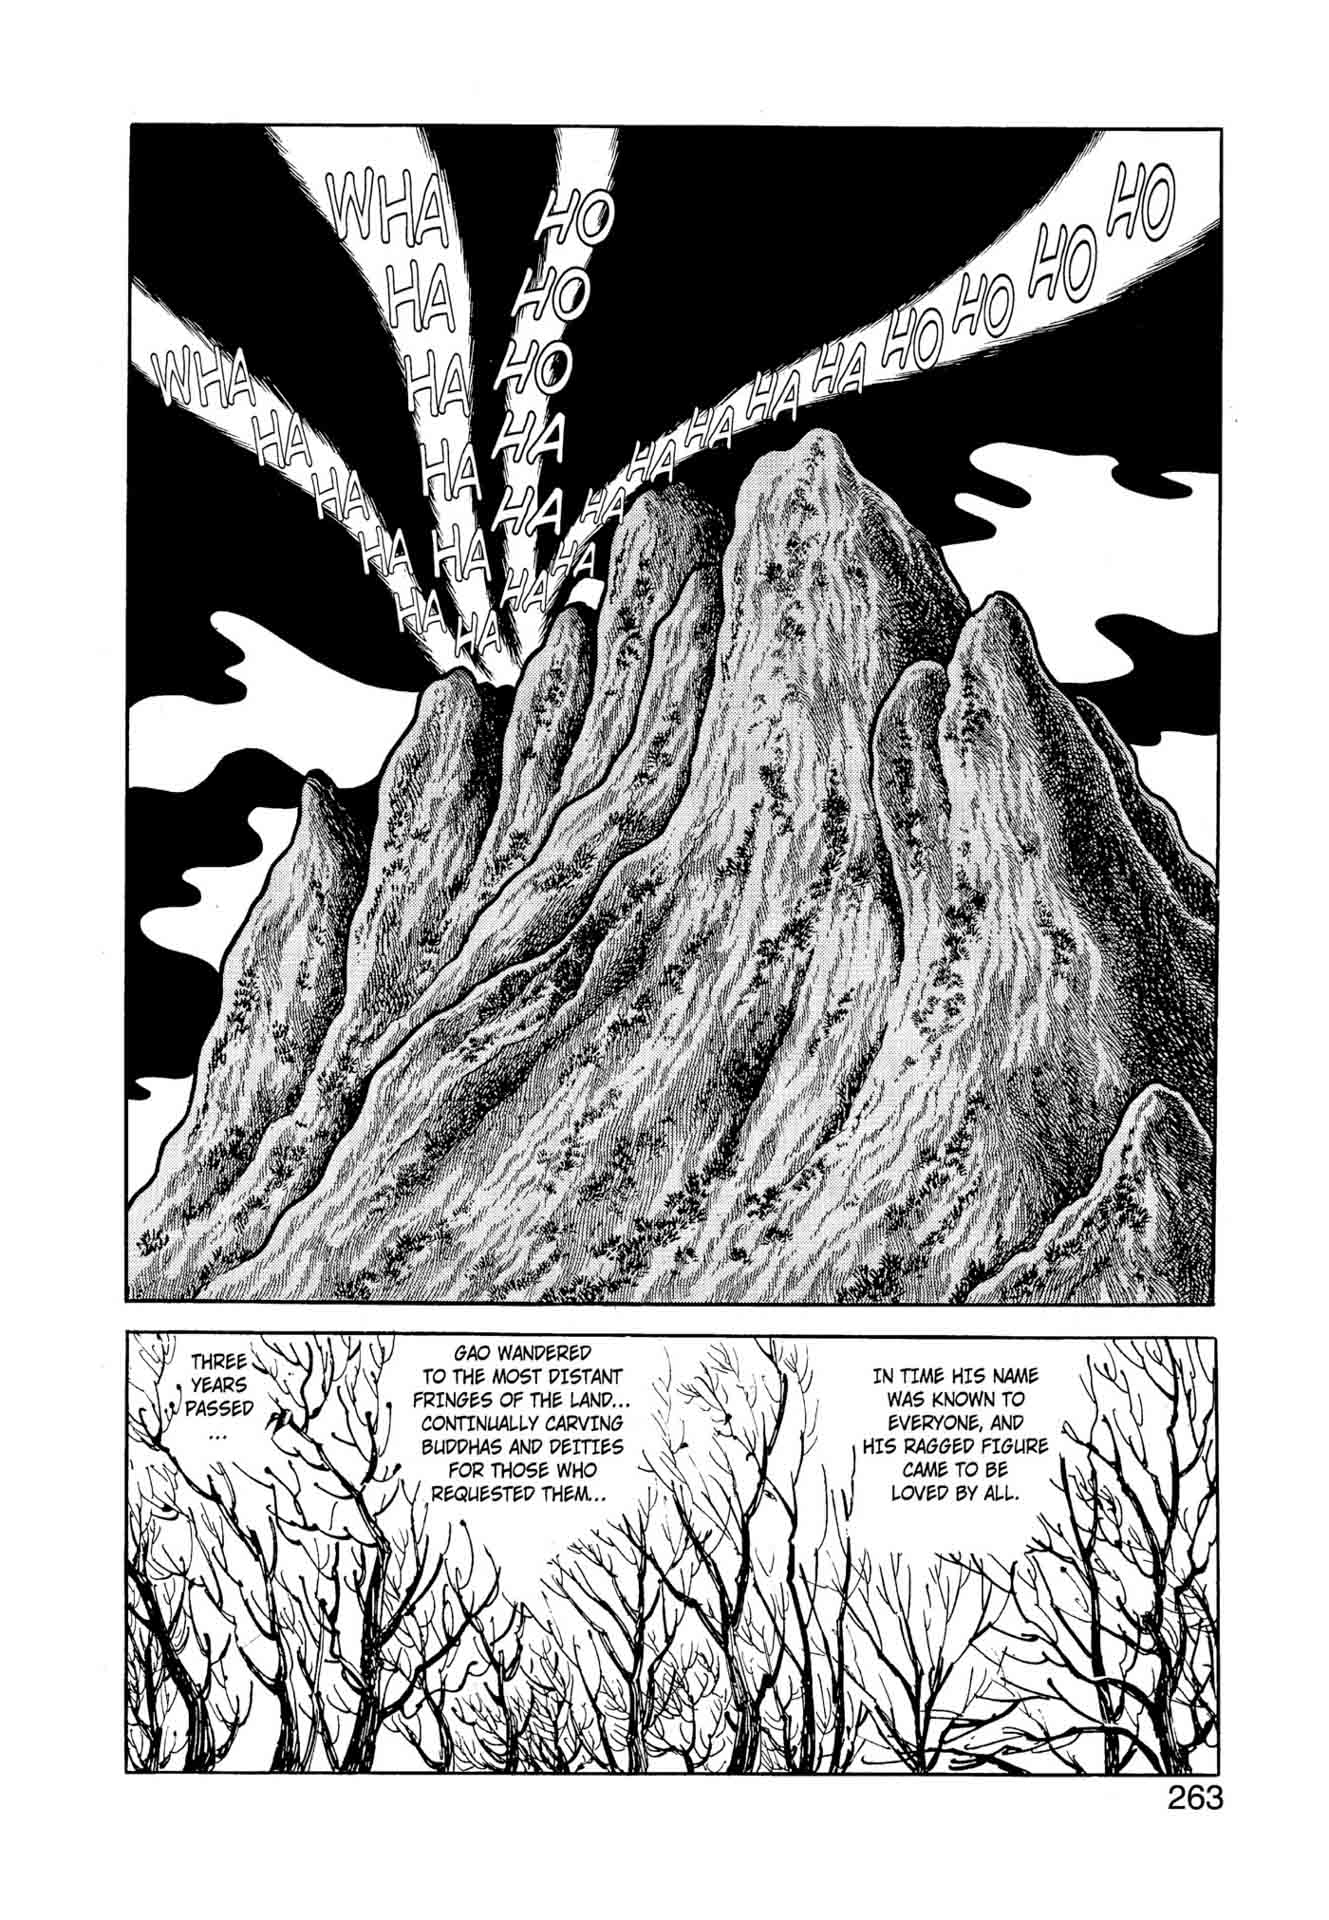 WHA
HA
HA
HA
HA
WHA
HA
HA
HA
HA
HA
HO
HO
HO
HA
HA
HA
HO
HO
HO
HO
HA
HA
HA
HA
HA
HA
THREE
YEARS
PASSED
...
GAO WANDERED
TO THE MOST DISTANT
FRINGES OF THE LAND...
CONTINUALLY CARVING
BUDDHAS AND DEITIES
FOR THOSE WHO
REQUESTED THEM...
IN TIME HIS NAME
WAS KNOWN TO
EVERYONE, AND
HIS RAGGED FIGURE
CAME TO BE
LOVED BY ALL.
263